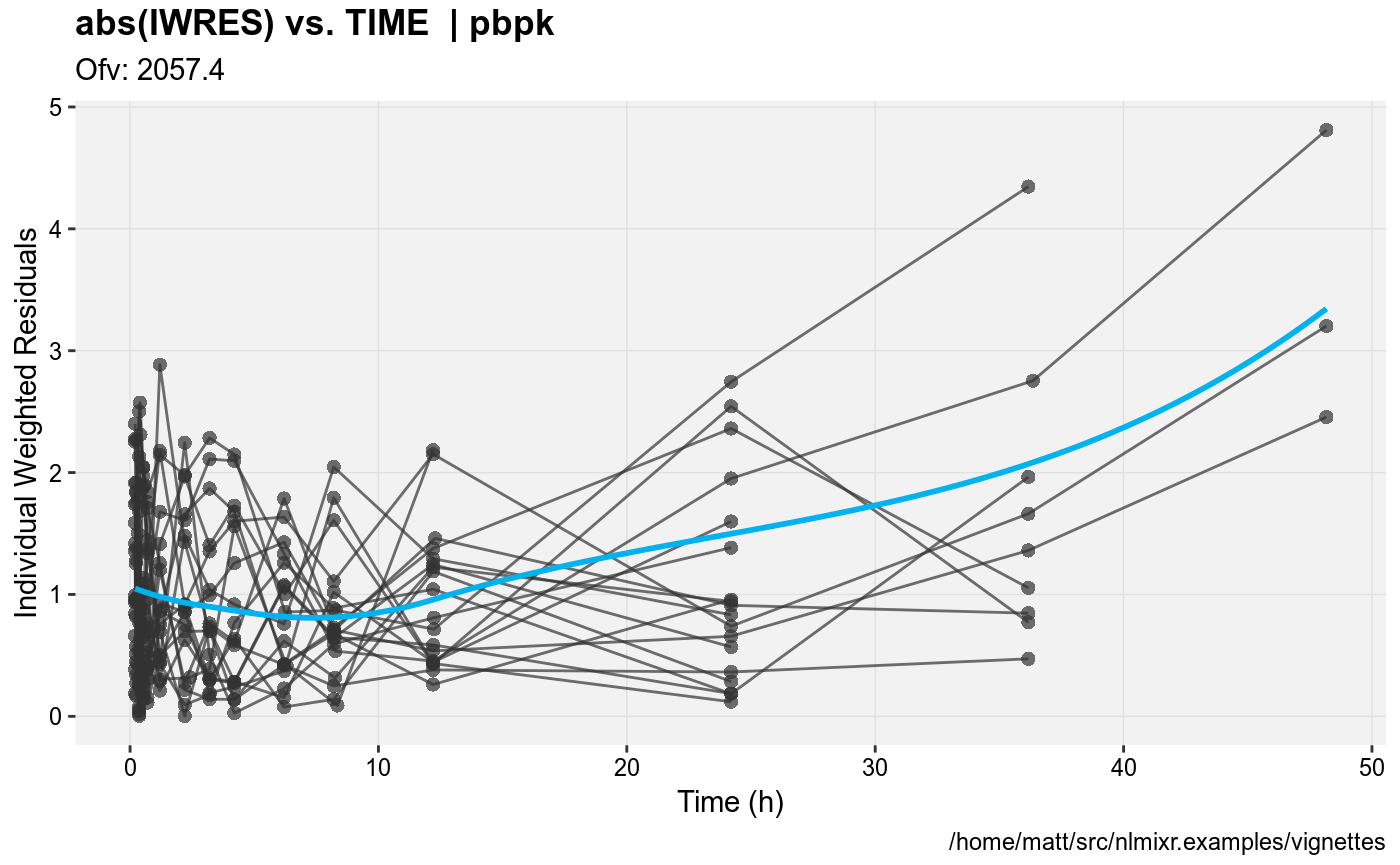 abs(IWRES) vs. TIME  | pbpk
Ofv: 2057.4
Individual Weighted Residuals
5
4
3
2
1
0
0 10 20 30 40 50
Time (h)
/home/matt/src/nlmixr.examples/vignettes